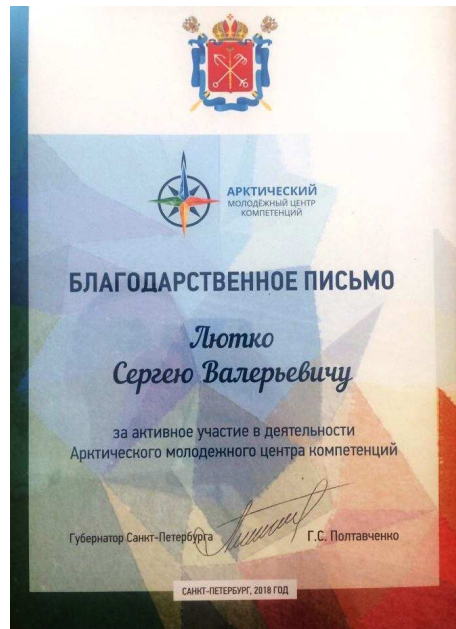 АРКТИЧЕСКИЙ
МОЛОДЁЖНЫЙ ЦЕНТР
КОМПЕТЕНЦИЙ
БЛАГОДАРСТВЕННОЕ ПИСЬМО
Лютко
Сергею Валерьевичу
за активное участие в деятельности
Арктического молодежного центра компетенций
Губернатор Санкт-Петербурга Г.С. Полтавченко
САНКТ-ПЕТЕРБУРГ, 2018 ГОД